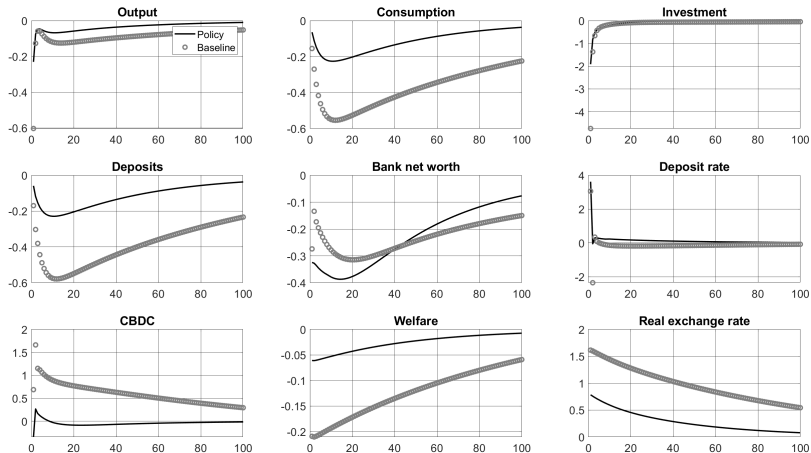 Output
Consumption
Investment
0
-0.2
-0.4
-0.6
0 20 40 60 80 100
Policy
Baseline
0
-0.2
-0.4
-0.6
0 20 40 60 80 100
0
-1
-2
-3
-4
0 20 40 60 80 100
Deposits
Bank net worth
Deposit rate
0
-0.2
-0.4
-0.6
0 20 40 60 80 100
0
-0.1
-0.2
-0.3
-0.4
0 20 40 60 80 100
4
2
0
-2
0 20 40 60 80 100
CBDC
Welfare
Real exchange rate
2
1.5
1
0.5
0
0 20 40 60 80 100
0
-0.05
-0.1
-0.15
-0.2
0 20 40 60 80 100
2
1.5
1
0.5
0
0 20 40 60 80 100